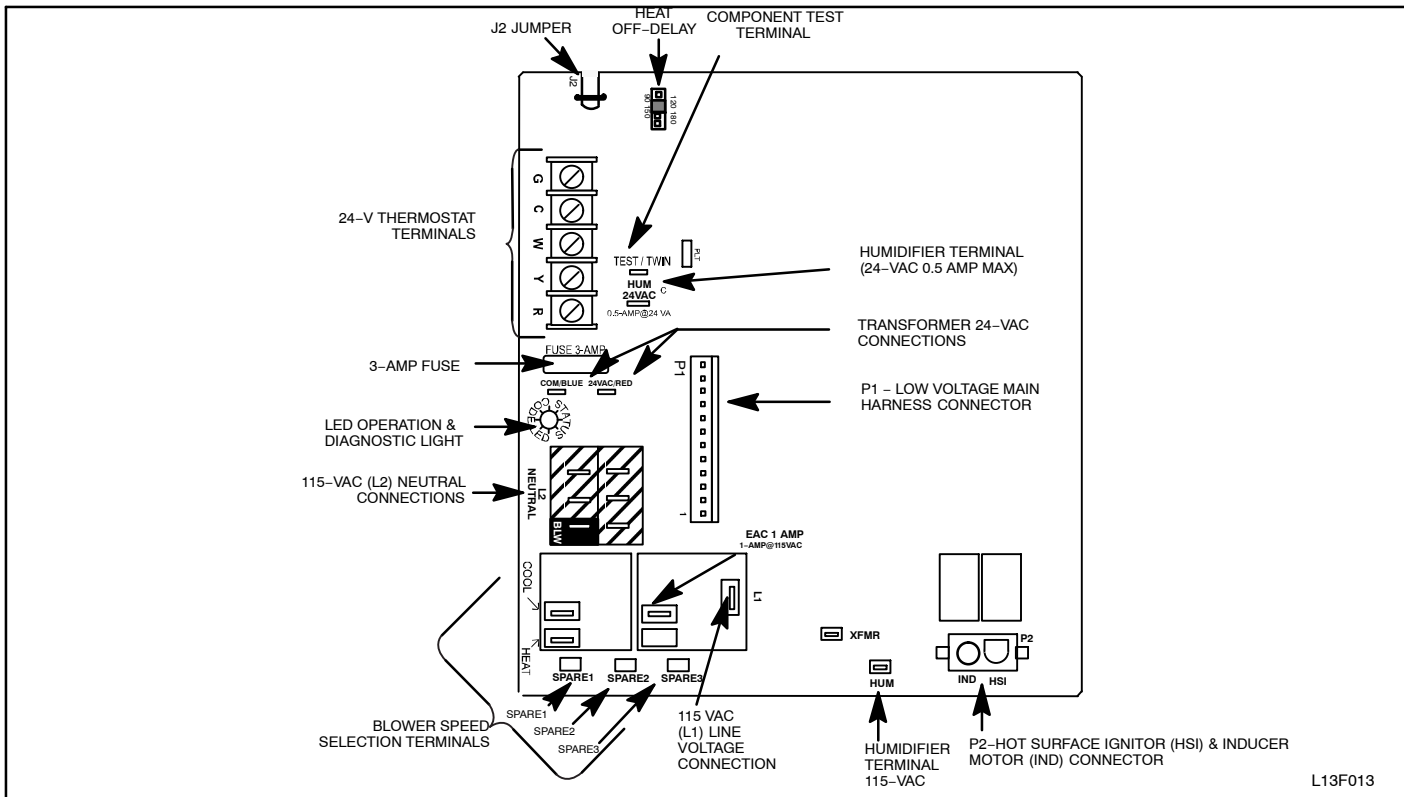 J2 JUMPER
HEAT
OFF−DELAY
COMPONENT TEST
TERMINAL
J2
90 150
120 180
24−V THERMOSTAT
TERMINALS
G
C
W
Y
R
TEST / TWIN
PLT
HUM
24VAC
C
0.5-AMP@24 VA
HUMIDIFIER TERMINAL
(24−VAC 0.5 AMP MAX)
TRANSFORMER 24−VAC
CONNECTIONS
FUSE 3-AMP
3−AMP FUSE
COM/BLUE 24VAC/RED
P1
P1 − LOW VOLTAGE MAIN
HARNESS CONNECTOR
STATUS
CODE
LED
LED OPERATION &
DIAGNOSTIC LIGHT
115−VAC (L2) NEUTRAL
CONNECTIONS
L2
NEUTRAL
BLW
1
EAC 1 AMP
1−AMP@115VAC
COOL
HEAT
L1
XFMR
HUM
P2
IND HSI
SPARE1 SPARE2 SPARE3
SPARE1
SPARE2
SPARE3
BLOWER SPEED
SELECTION TERMINALS
115 VAC
(L1) LINE
VOLTAGE
CONNECTION
HUMIDIFIER
TERMINAL
115−VAC
P2−HOT SURFACE IGNITOR (HSI) & INDUCER
MOTOR (IND) CONNECTOR
L13F013